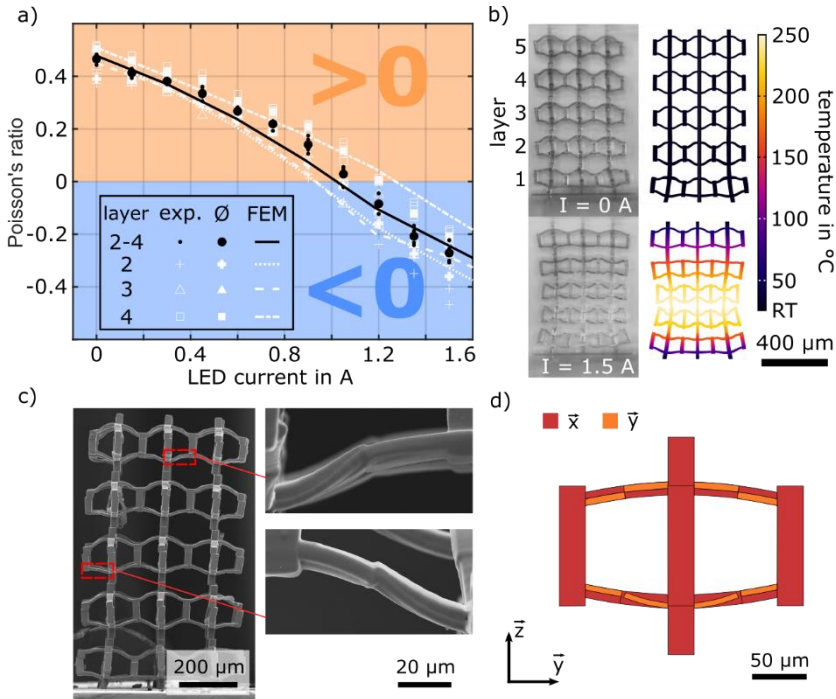 a)
>0
<0
Poisson's ratio
0.4
0.2
0
-0.2
-0.4
layer exp. Ø FEM
2-4
2
3
4
0 0.4 0.8 1.2 1.6
LED current in A
b)
layer
5
4
3
2
1
I = 0 A
I = 1.5 A
250
200
150
100
50
RT
temperature in °C
400 µm
c)
200 µm
20 µm
d)
x⃗ y⃗
z⃗
y⃗
50 µm